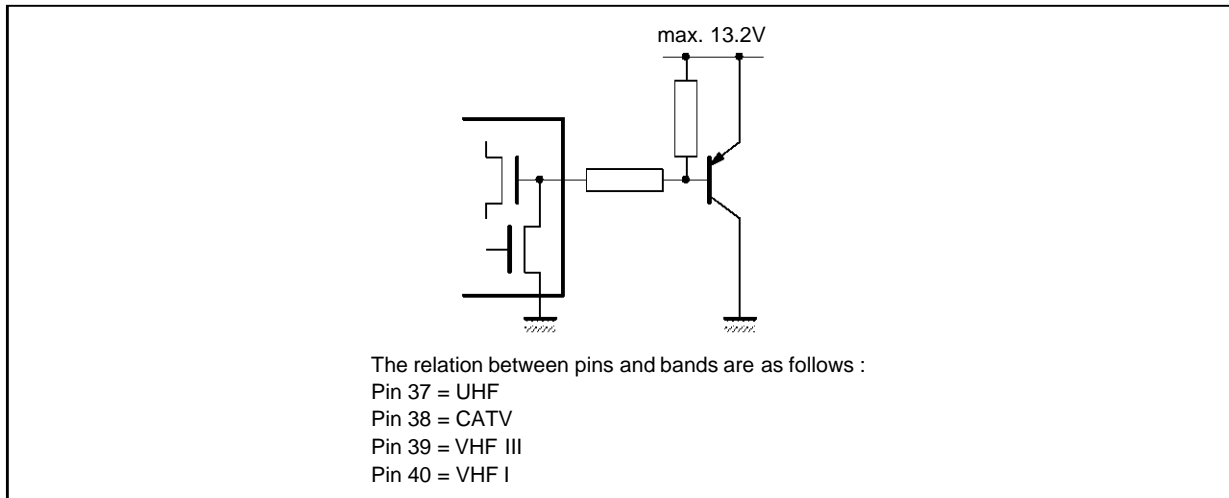 max. 13.2V
The relation between pins and bands are as follows :
Pin 37 = UHF
Pin 38 = CATV
Pin 39 = VHF III
Pin 40 = VHF I